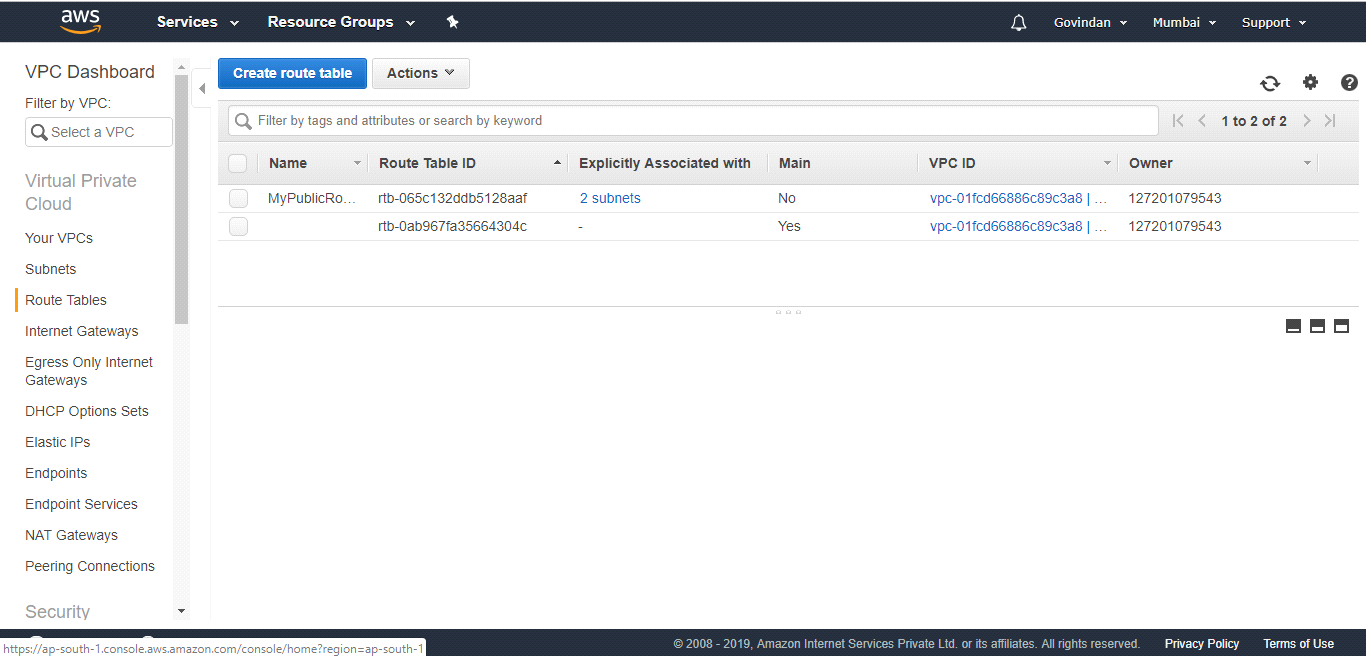 aws Services Resource Groups Govindan Mumbai Support
VPC Dashboard
Filter by VPC:
Select a VPC
Virtual Private
Cloud
Your VPCs
Subnets
Route Tables
Internet Gateways
Egress Only Internet
Gateways
DHCP Options Sets
Elastic IPs
Endpoints
Endpoint Services
NAT Gateways
Peering Connections
Security
Create route table Actions
Filter by tags and attributes or search by keyword 1 to 2 of 2
Name Route Table ID Explicitly Associated with Main VPC ID Owner
MyPublicRo... rtb-065c132ddb5128aaf 2 subnets No vpc-01fcd66886c89c3a8 | ... 127201079543
rtb-0ab967fa35664304c - Yes vpc-01fcd66886c89c3a8 | ... 127201079543
© 2008 - 2019, Amazon Internet Services Private Ltd. or its affiliates. All rights reserved. Privacy Policy Terms of Use
https://ap-south-1.console.aws.amazon.com/console/home?region=ap-south-1